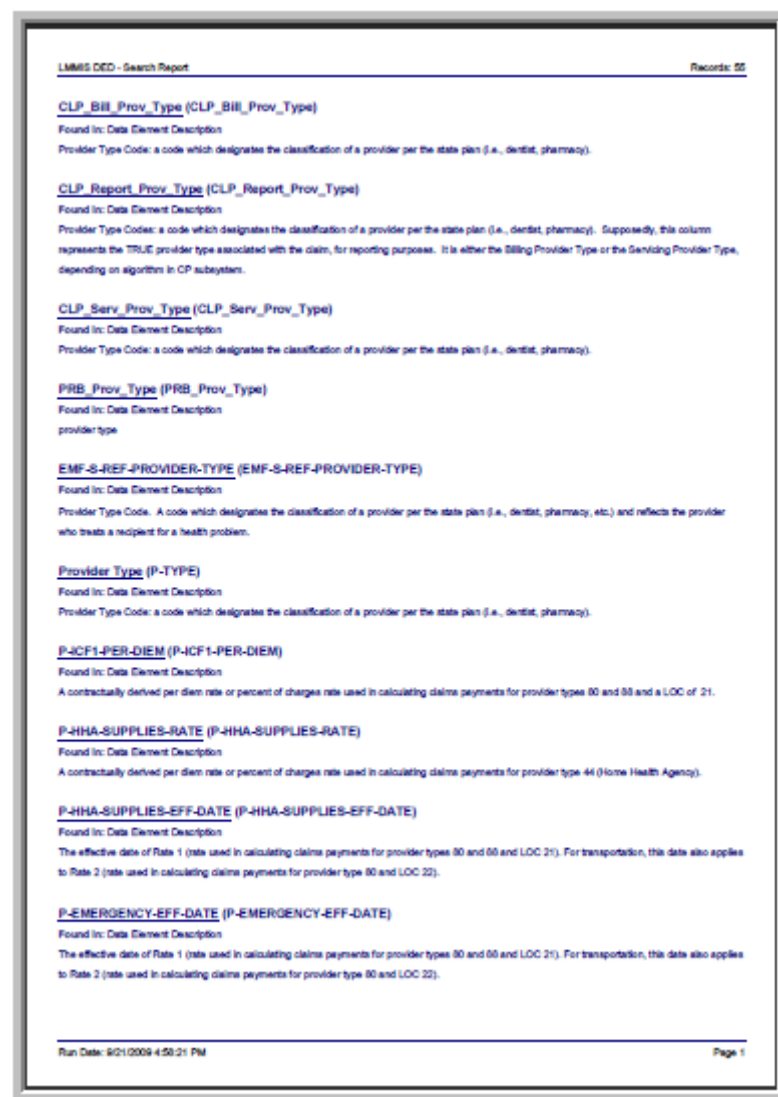 LMMIS DED - Search Report Records: 55
CLP_Bill_Prov_Type (CLP_Bill_Prov_Type)
Found In: Data Element Description
Provider Type Code: a code which designates the classification of a provider per the state plan (i.e., dentist, pharmacy).
CLP_Report_Prov_Type (CLP_Report_Prov_Type)
Found In: Data Element Description
Provider Type Codes: a code which designates the classification of a provider per the state plan (i.e., dentist, pharmacy). Supposedly, this column
represents the TRUE provider type associated with the claim, for reporting purposes. It is either the Billing Provider Type or the Servicing Provider Type,
depending on algorithm in CP subsystem.
CLP_Serv_Prov_Type (CLP_Serv_Prov_Type)
Found In: Data Element Description
Provider Type Code: a code which designates the classification of a provider per the state plan (i.e., dentist, pharmacy).
PRB_Prov_Type (PRB_Prov_Type)
Found In: Data Element Description
provider type
EMF-S-REF-PROVIDER-TYPE (EMF-S-REF-PROVIDER-TYPE)
Found In: Data Element Description
Provider Type Code. A code which designates the classification of a provider per the state plan (i.e., dentist, pharmacy, etc.) and reflects the provider
who treats a recipient for a health problem.
Provider Type (P-TYPE)
Found In: Data Element Description
Provider Type Code: a code which designates the classification of a provider per the state plan (i.e., dentist, pharmacy).
P-ICF1-PER-DIEM (P-ICF1-PER-DIEM)
Found In: Data Element Description
A contractually derived per diem rate or percent of charges rate used in calculating claims payments for provider types 80 and 88 and a LOC of 21.
P-HHA-SUPPLIES-RATE (P-HHA-SUPPLIES-RATE)
Found In: Data Element Description
A contractually derived per diem rate or percent of charges rate used in calculating claims payments for provider type 44 (Home Health Agency).
P-HHA-SUPPLIES-EFF-DATE (P-HHA-SUPPLIES-EFF-DATE)
Found In: Data Element Description
The effective date of Rate 1 (rate used in calculating claims payments for provider types 80 and 88 and LOC 21). For transportation, this date also applies
to Rate 2 (rate used in calculating claims payments for provider type 80 and LOC 22).
P-EMERGENCY-EFF-DATE (P-EMERGENCY-EFF-DATE)
Found In: Data Element Description
The effective date of Rate 1 (rate used in calculating claims payments for provider types 80 and 88 and LOC 21). For transportation, this date also applies
to Rate 2 (rate used in calculating claims payments for provider type 80 and LOC 22).
Run Date: 9/21/2009 4:58:21 PM Page 1